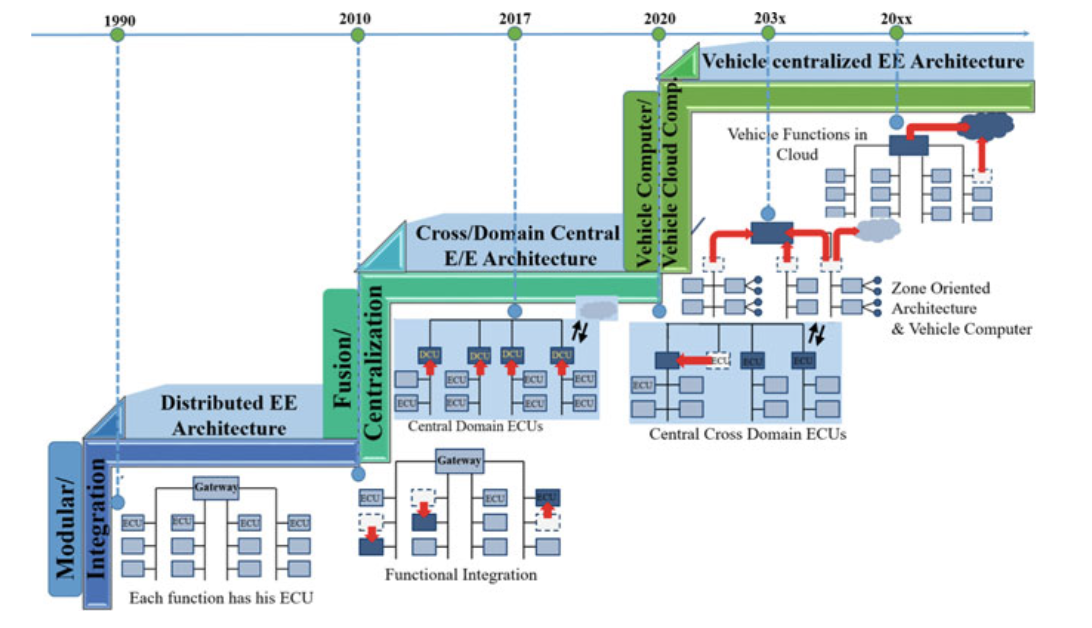 1990
2010
2017
2020
203x
20xx
Vehicle centralized EE Architecture
Vehicle Computer/
Vehicle Cloud Comp.
Vehicle Functions in
Cloud
Cross/Domain Central
E/E Architecture
Zone Oriented
Architecture
& Vehicle Computer
Fusion/
Centralization
DCU
DCU
DCU
DCU
ECU
ECU
ECU
ECU
ECU
ECU
Central Domain ECUs
ECU
ECU
ECU
ECU
Central Cross Domain ECUs
Distributed EE
Architecture
Modular/
Integration
Gateway
ECU
ECU
ECU
ECU
Each function has his ECU
Gateway
ECU
ECU
ECU
Functional Integration